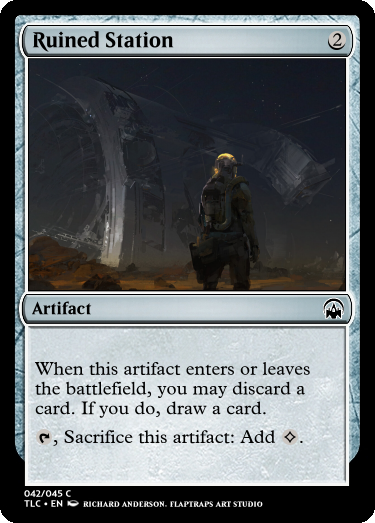 Ruined Station 2
Artifact
When this artifact enters or leaves
the battlefield, you may discard a
card. If you do, draw a card.
, Sacrifice this artifact: Add .
042/045 C
TLC • EN RICHARD ANDERSON. FLAPTRAPS ART STUDIO